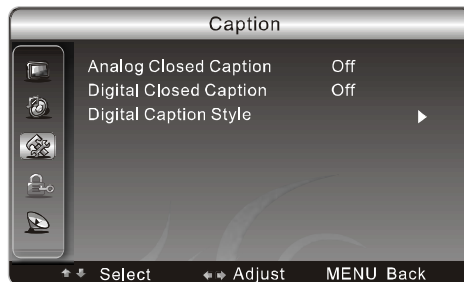 Caption
Analog Closed Caption Off
Digital Closed Caption Off
Digital Caption Style
Select Adjust MENU Back